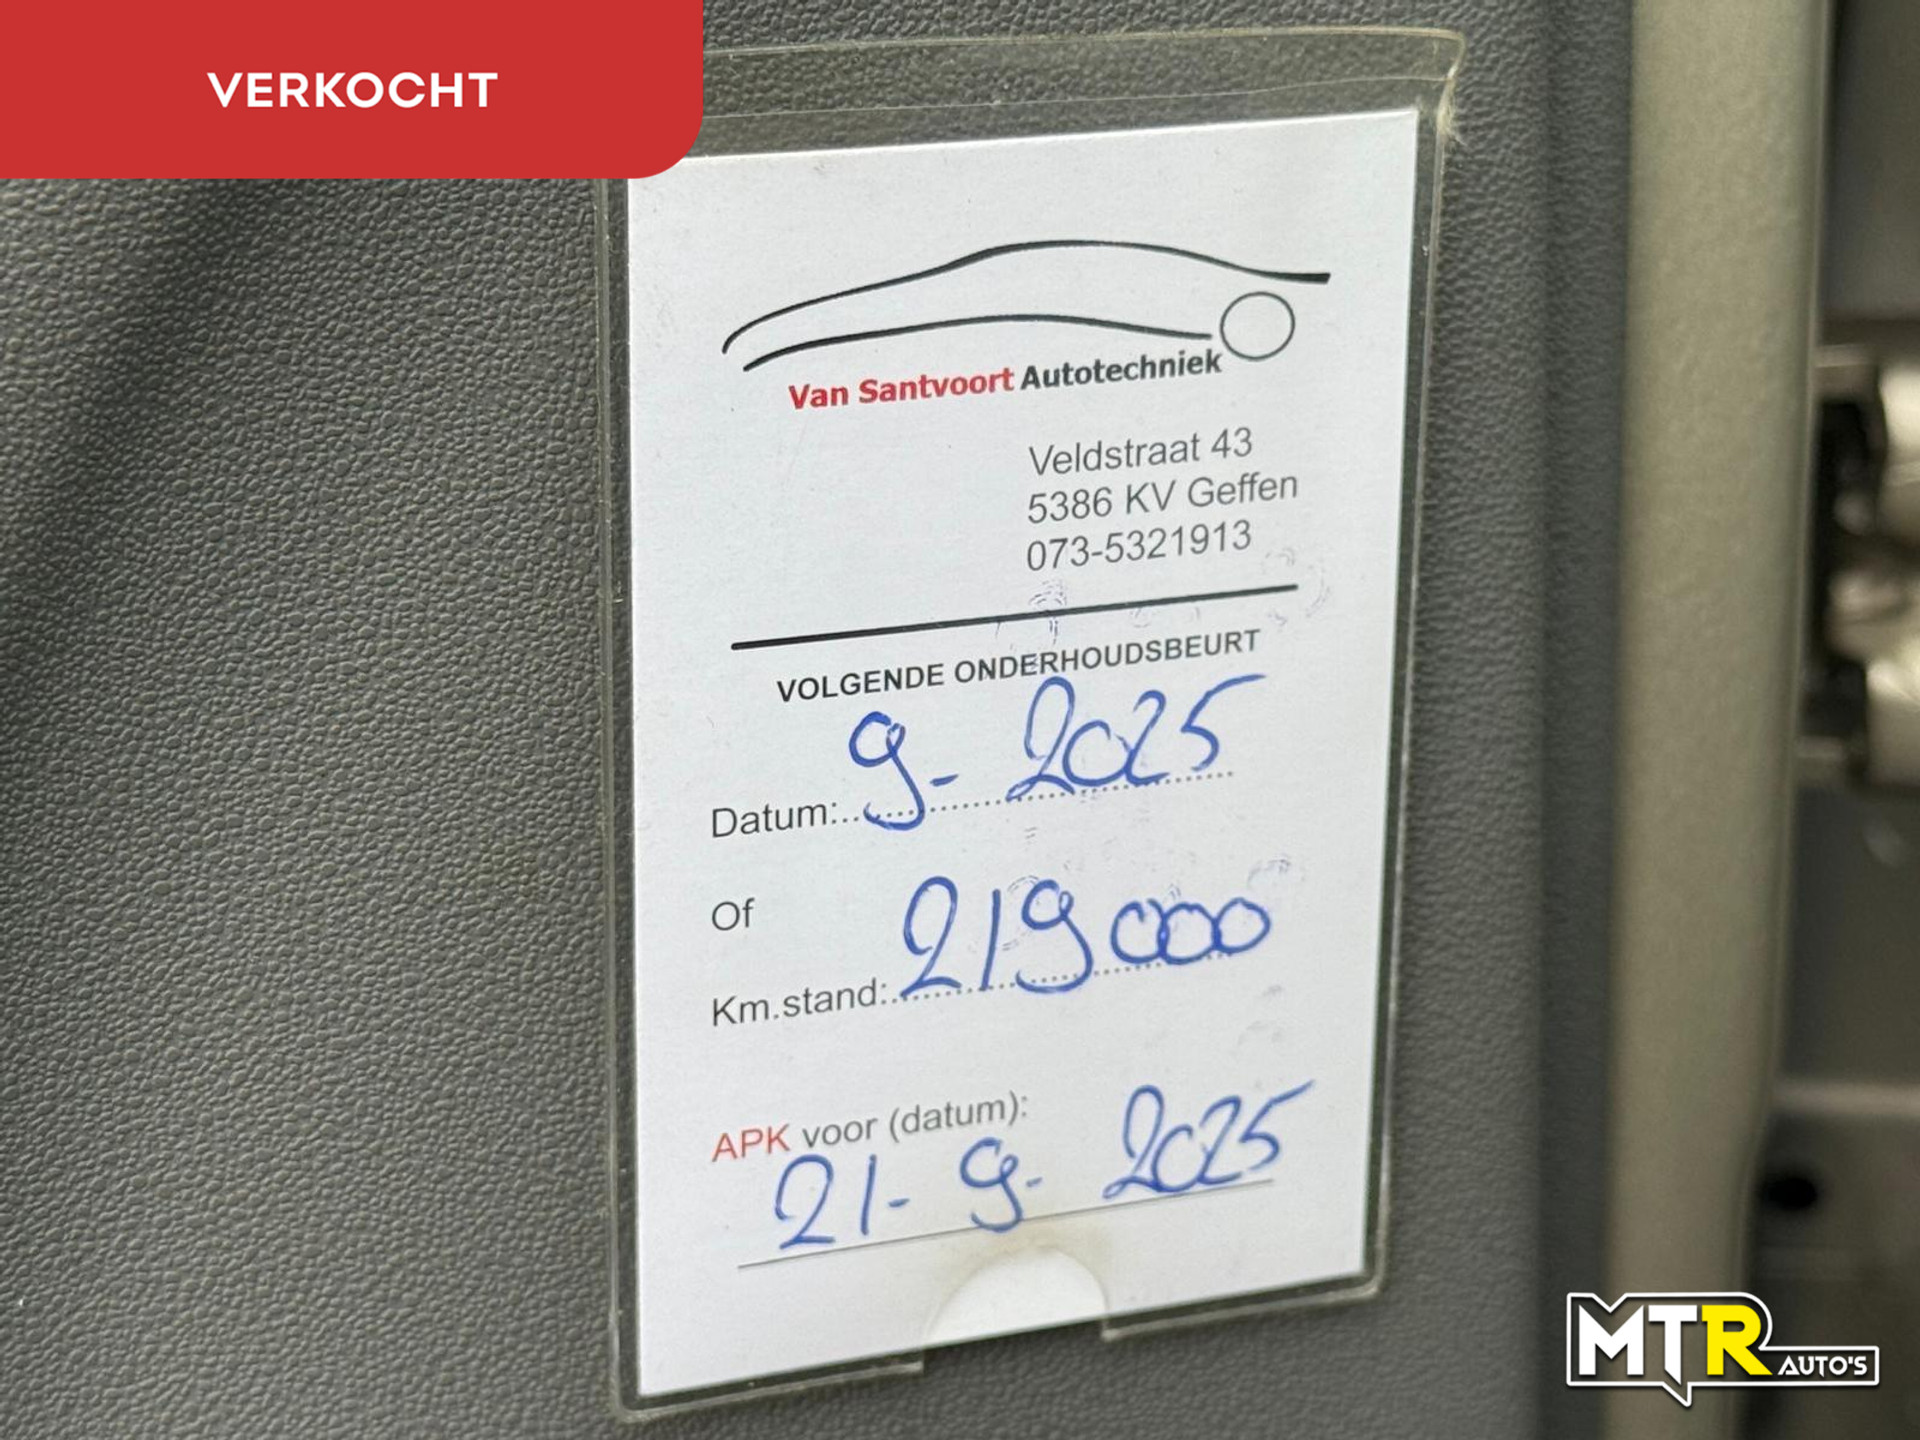 VERKOCHT
Van Santvoort Autotechniek
Veldstraat 43
5386 KV Geffen
073-5321913
VOLGENDE ONDERHOUDSBEURT
Datum: 9-2025
Of
Km.stand: 219000
APK voor (datum):
21-9-2025
MTR AUTO'S